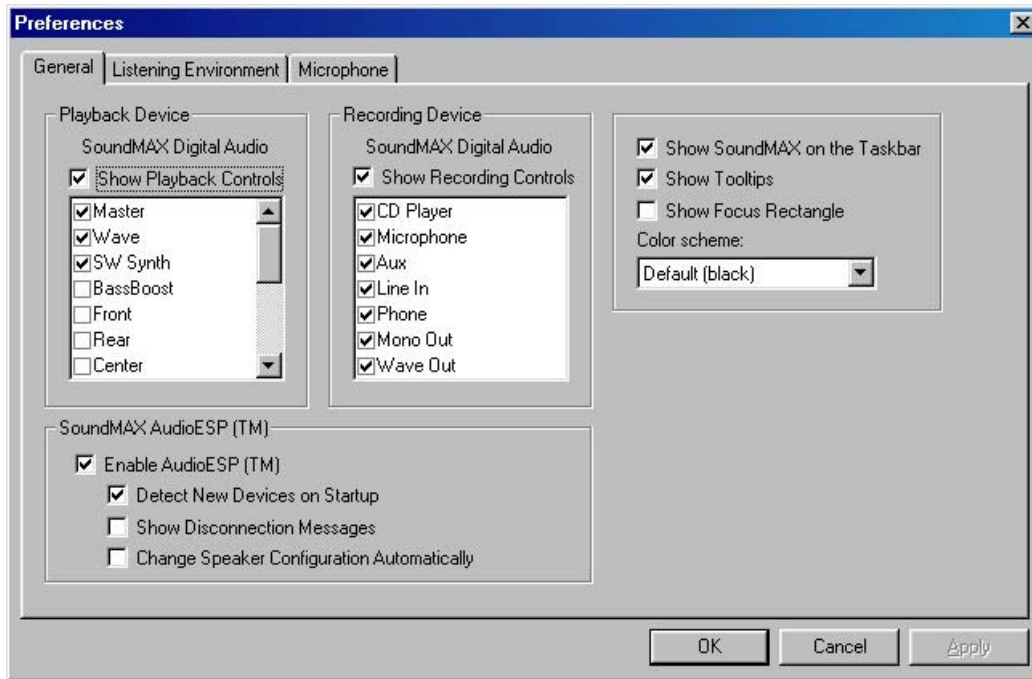 Preferences
General
Listening Environment
Microphone
Playback Device
SoundMAX Digital Audio
Show Playback Controls
Master
Wave
SW Synth
BassBoost
Front
Rear
Center
Recording Device
SoundMAX Digital Audio
Show Recording Controls
CD Player
Microphone
Aux
Line In
Phone
Mono Out
Wave Out
Show SoundMAX on the Taskbar
Show Tooltips
Show Focus Rectangle
Color scheme:
Default (black)
SoundMAX AudioESP (TM)
Enable AudioESP (TM)
Detect New Devices on Startup
Show Disconnection Messages
Change Speaker Configuration Automatically
OK
Cancel
Apply